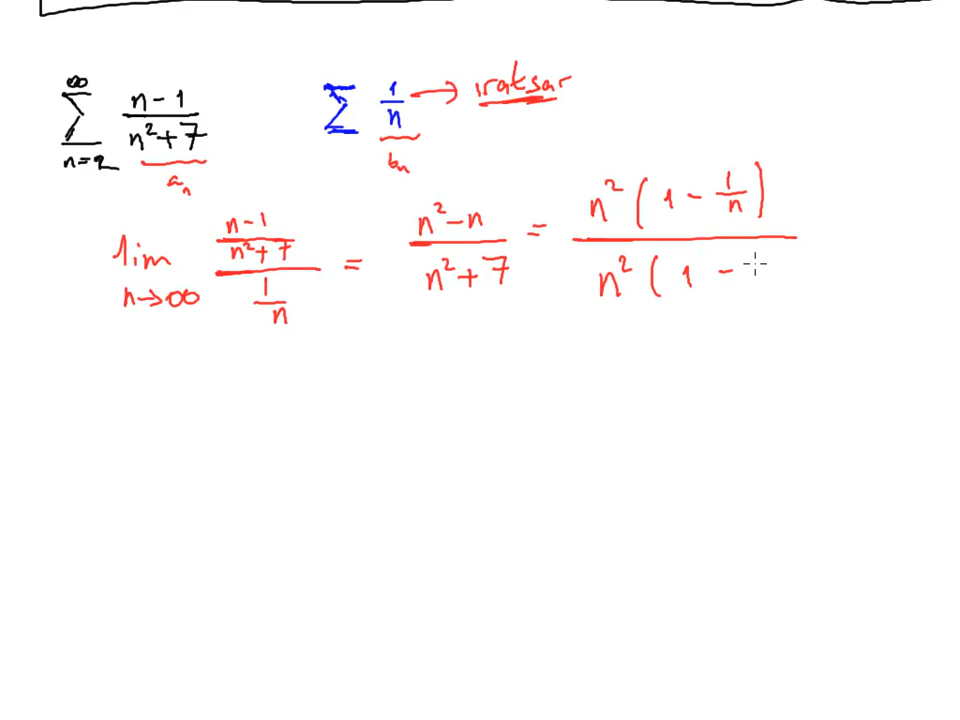 ∞
∑ (n-1)/(n²+7)   ∑ 1/n → ıraksar
n=2   aₙ   bₙ
lim n→∞ ((n-1)/(n²+7))/(1/n) = (n²-n)/(n²+7) = n²(1 - 1/n)/n²(1 -